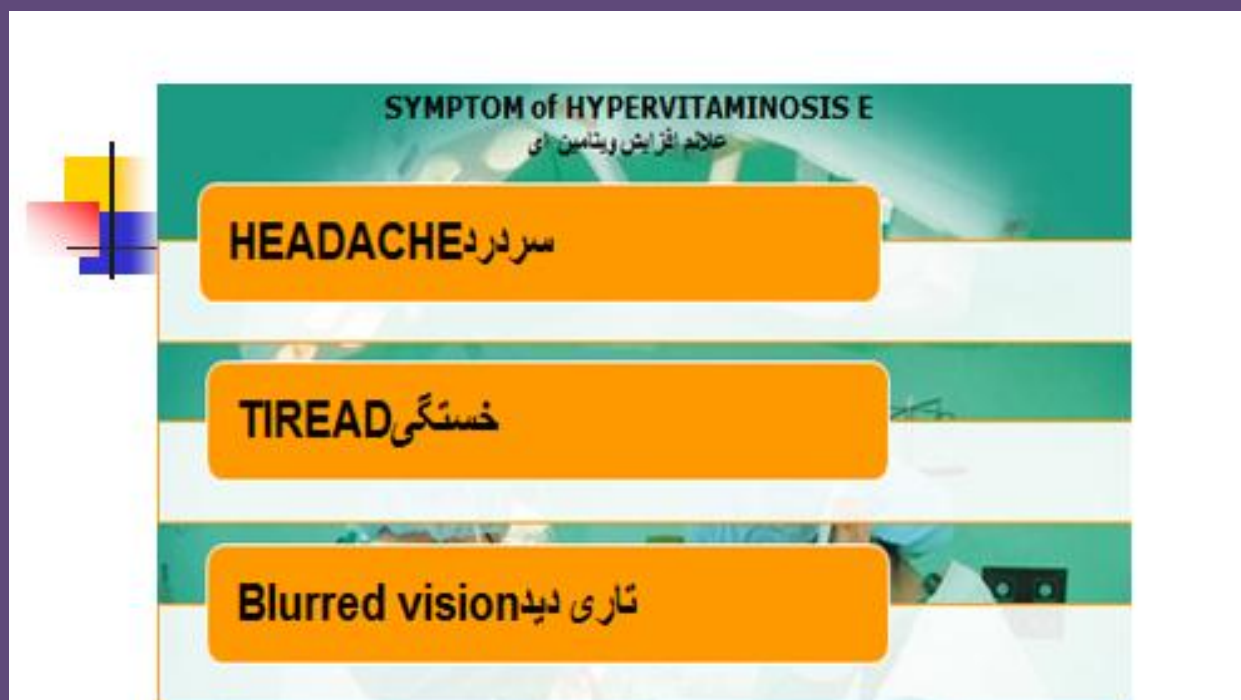 SYMPTOM of HYPERVITAMINOSIS E
علائم افزایش ویتامین ای
HEADACHEسردرد
TIREADخستگی
Blurred visionتاری دید